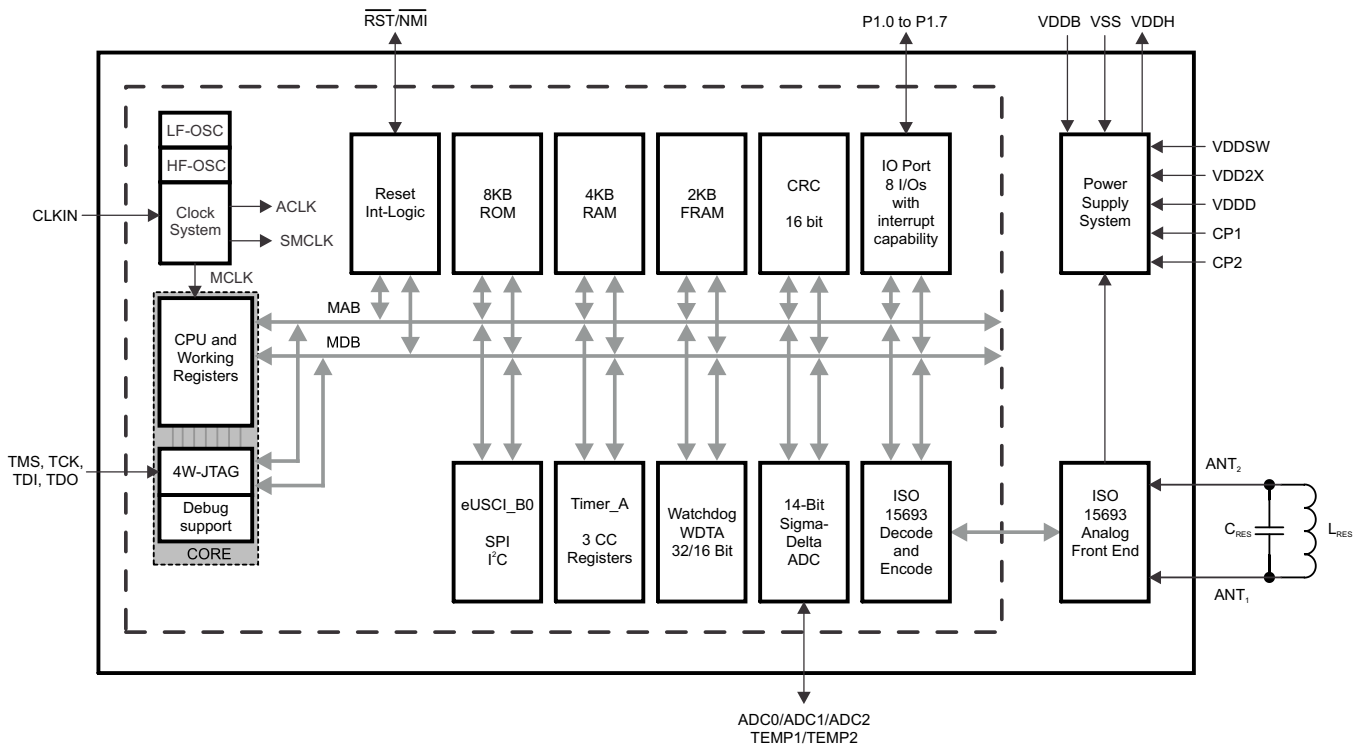 RST/NMI
P1.0 to P1.7
VDDB
VSS
VDDH
LF-OSC
HF-OSC
Clock
System
CLKIN
ACLK
SMCLK
MCLK
Reset
Int-Logic
8KB
ROM
4KB
RAM
2KB
FRAM
CRC
16 bit
IO Port
8 I/Os
with
interrupt
capability
Power
Supply
System
VDDSW
VDD2X
VDDD
CP1
CP2
MAB
MDB
CPU and
Working
Registers
TMS, TCK,
TDI, TDO
4W-JTAG
Debug
support
CORE
eUSCI_B0
SPI
I²C
Timer_A
3 CC
Registers
Watchdog
WDTA
32/16 Bit
14-Bit
Sigma-
Delta
ADC
ISO
15693
Decode
and
Encode
ISO
15693
Analog
Front End
ANT₂
C_RES
L_RES
ANT₁
ADC0/ADC1/ADC2
TEMP1/TEMP2